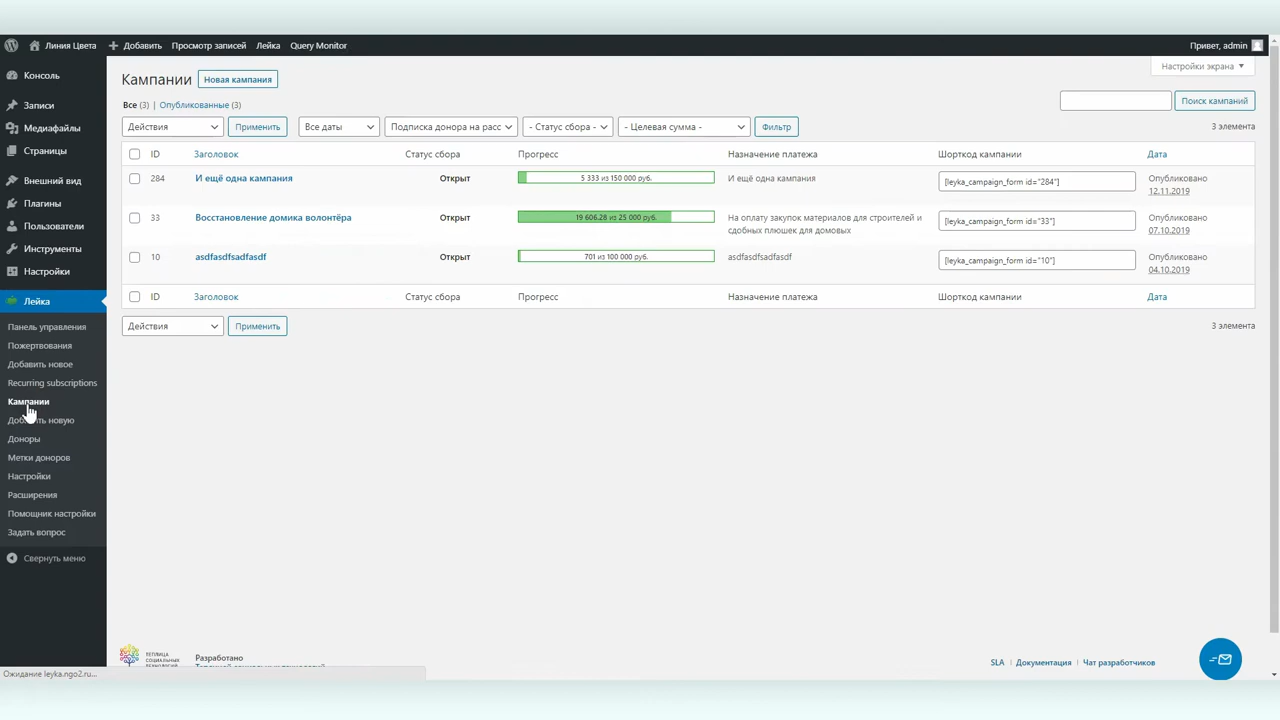 Линия Цвета
Добавить
Просмотр записей
Лейка
Query Monitor
Привет, admin
Консоль
Записи
Медиафайлы
Страницы
Внешний вид
Плагины
Пользователи
Инструменты
Настройки
Лейка
Панель управления
Пожертвования
Добавить новое
Recurring subscriptions
Кампании
Добавить новую
Доноры
Метки доноров
Настройки
Расширения
Помощник настройки
Задать вопрос
Свернуть меню
Ожидание leyka.ngo2.ru...
Кампании
Новая кампания
Настройки экрана
Все (3) | Опубликованные (3)
Поиск кампаний
Действия
Применить
Все даты
Подписка донора на расс
- Статус сбора -
- Целевая сумма -
Фильтр
3 элемента
ID Заголовок Статус сбора Прогресс Назначение платежа Шорткод кампании Дата
284 И ещё одна кампания Открыт 5 333 из 150 000 руб. И ещё одна кампания [leyka_campaign_form id="284"] Опубликовано
12.11.2019
33 Восстановление домика волонтёра Открыт 19 606.28 из 25 000 руб. На оплату закупок материалов для строителей и [leyka_campaign_form id="33"] Опубликовано
сдобных плюшек для домовых 07.10.2019
10 asdfasdfsadfasdf Открыт 701 из 100 000 руб. asdfasdfsadfasdf [leyka_campaign_form id="10"] Опубликовано
04.10.2019
ID Заголовок Статус сбора Прогресс Назначение платежа Шорткод кампании Дата
Действия
Применить
3 элемента
ТЕПЛИЦА
СОЦИАЛЬНЫХ
ТЕХНОЛОГИЙ
Разработано
SLA | Документация | Чат разработчиков